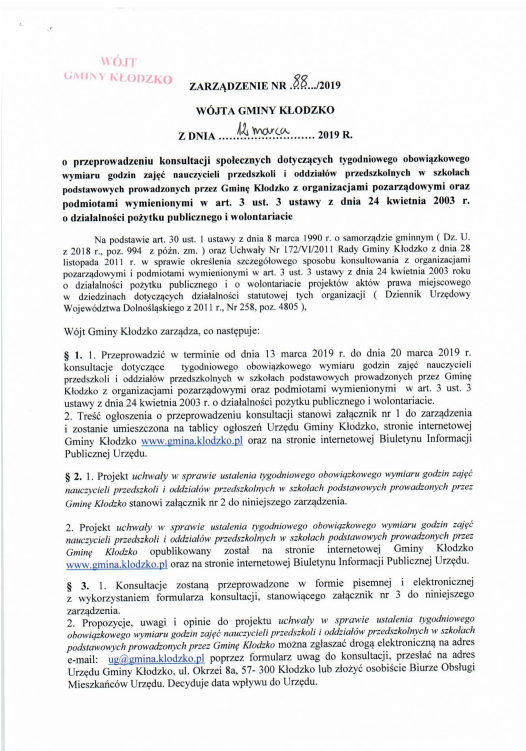 WÓJT
GMINY KŁODZKO
ZARZĄDZENIE NR .88.../2019
WÓJTA GMINY KŁODZKO
Z DNIA ...12 marca... 2019 R.
o przeprowadzeniu konsultacji społecznych dotyczących tygodniowego obowiązkowego
wymiaru godzin zajęć nauczycieli przedszkoli i oddziałów przedszkolnych w szkołach
podstawowych prowadzonych przez Gminę Kłodzko z organizacjami pozarządowymi oraz
podmiotami wymienionymi w art. 3 ust. 3 ustawy z dnia 24 kwietnia 2003 r.
o działalności pożytku publicznego i wolontariacie
Na podstawie art. 30 ust. 1 ustawy z dnia 8 marca 1990 r. o samorządzie gminnym ( Dz. U.
z 2018 r., poz. 994 z późn. zm. ) oraz Uchwały Nr 172/VI/2011 Rady Gminy Kłodzko z dnia 28
listopada 2011 r. w sprawie określenia szczegółowego sposobu konsultowania z organizacjami
pozarządowymi i podmiotami wymienionymi w art. 3 ust. 3 ustawy z dnia 24 kwietnia 2003 roku
o działalności pożytku publicznego i o wolontariacie projektów aktów prawa miejscowego
w dziedzinach dotyczących działalności statutowej tych organizacji ( Dziennik Urzędowy
Województwa Dolnośląskiego z 2011 r., Nr 258, poz. 4805 ),
Wójt Gminy Kłodzko zarządza, co następuje:
§ 1. 1. Przeprowadzić w terminie od dnia 13 marca 2019 r. do dnia 20 marca 2019 r.
konsultacje dotyczące tygodniowego obowiązkowego wymiaru godzin zajęć nauczycieli
przedszkoli i oddziałów przedszkolnych w szkołach podstawowych prowadzonych przez Gminę
Kłodzko z organizacjami pozarządowymi oraz podmiotami wymienionymi w art. 3 ust. 3
ustawy z dnia 24 kwietnia 2003 r. o działalności pożytku publicznego i wolontariacie.
2. Treść ogłoszenia o przeprowadzeniu konsultacji stanowi załącznik nr 1 do zarządzenia
i zostanie umieszczona na tablicy ogłoszeń Urzędu Gminy Kłodzko, stronie internetowej
Gminy Kłodzko www.gmina.klodzko.pl oraz na stronie internetowej Biuletynu Informacji
Publicznej Urzędu.
§ 2. 1. Projekt uchwały w sprawie ustalenia tygodniowego obowiązkowego wymiaru godzin zajęć
nauczycieli przedszkoli i oddziałów przedszkolnych w szkołach podstawowych prowadzonych przez
Gminę Kłodzko stanowi załącznik nr 2 do niniejszego zarządzenia.
2. Projekt uchwały w sprawie ustalenia tygodniowego obowiązkowego wymiaru godzin zajęć
nauczycieli przedszkoli i oddziałów przedszkolnych w szkołach podstawowych prowadzonych przez
Gminę Kłodzko opublikowany został na stronie internetowej Gminy Kłodzko
www.gmina.klodzko.pl oraz na stronie internetowej Biuletynu Informacji Publicznej Urzędu.
§ 3. 1. Konsultacje zostaną przeprowadzone w formie pisemnej i elektronicznej
z wykorzystaniem formularza konsultacji, stanowiącego załącznik nr 3 do niniejszego
zarządzenia.
2. Propozycje, uwagi i opinie do projektu uchwały w sprawie ustalenia tygodniowego
obowiązkowego wymiaru godzin zajęć nauczycieli przedszkoli i oddziałów przedszkolnych w szkołach
podstawowych prowadzonych przez Gminę Kłodzko można zgłaszać drogą elektroniczną na adres
e-mail: ug@gmina.klodzko.pl poprzez formularz uwag do konsultacji, przesłać na adres
Urzędu Gminy Kłodzko, ul. Okrzei 8a, 57- 300 Kłodzko lub złożyć osobiście Biurze Obsługi
Mieszkańców Urzędu. Decyduje data wpływu do Urzędu.